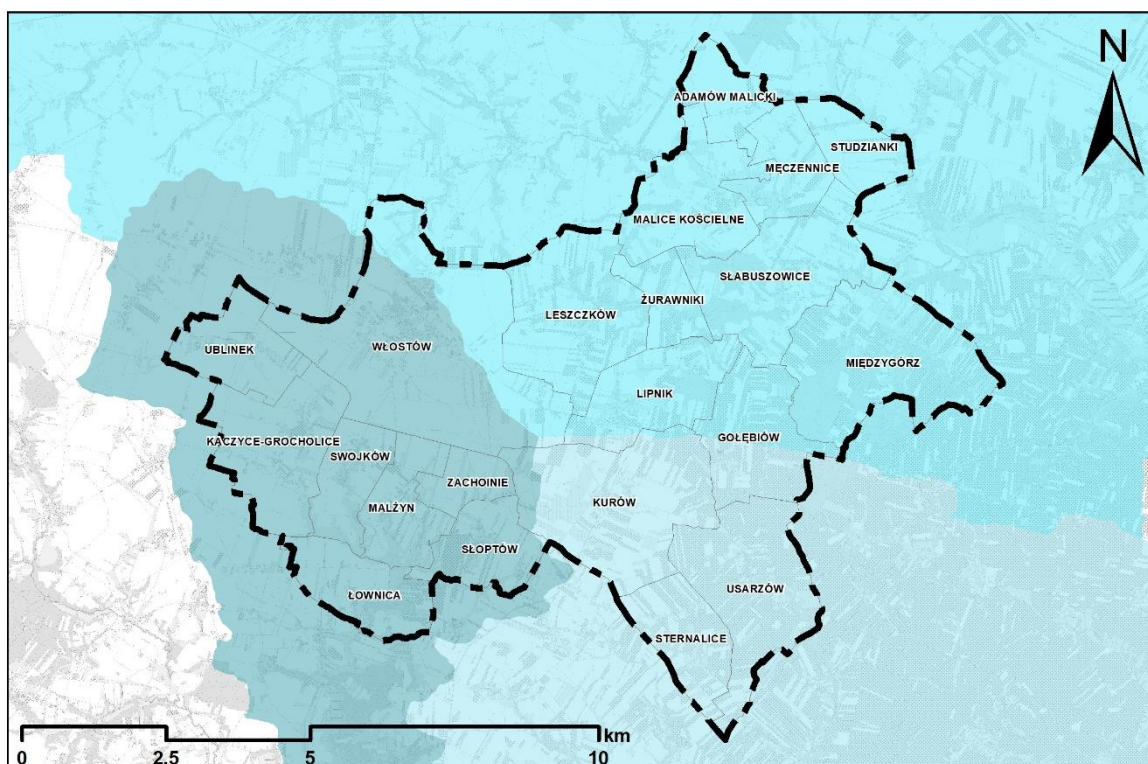 N
ADAMÓW MALICKI
STUDZIANKI
MĘCZENNICE
MALICE KOŚCIELNE
SŁABUSZOWICE
ŻURAWNIKI
LESZCZKÓW
WŁOSTÓW
UBLINEK
MIĘDZYGÓRZ
LIPNIK
GOŁĘBIÓW
KĄCZYCE-GROCHOLICE
SWOJKÓW
ZACHOINIE
KURÓW
MALŻYN
SŁOPTÓW
USARZÓW
ŁOWNICA
STERNALICE
km
0 2,5 5 10